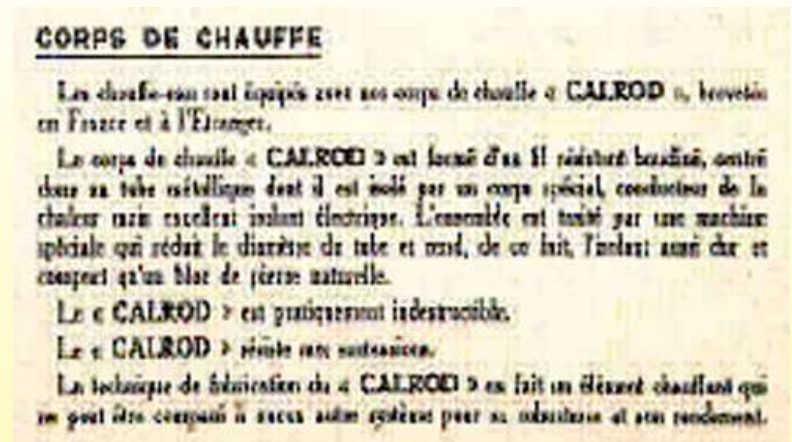 CORPS DE CHAUFFE
Les chauffe-eau sont équipés avec nos corps de chauffe « CALROD », brevetés
en France et à l'Etranger.
Le corps de chauffe « CALROD » est formé d'un fil résistant boudiné, centré
dans un tube métallique dont il est isolé par un corps spécial, conducteur de la
chaleur mais excellent isolant électrique. L'ensemble est traité par une machine
spéciale qui réduit le diamètre du tube et rend, de ce fait, l'isolant aussi dur et
compact qu'un bloc de pierre naturelle.
Le « CALROD » est pratiquement indestructible.
Le « CALROD » résiste aux
La technique de fabrication du « CALROD » en fait un élément chauffant qui
ne peut être comparé à aucun autre système pour sa robustesse et son rendement.